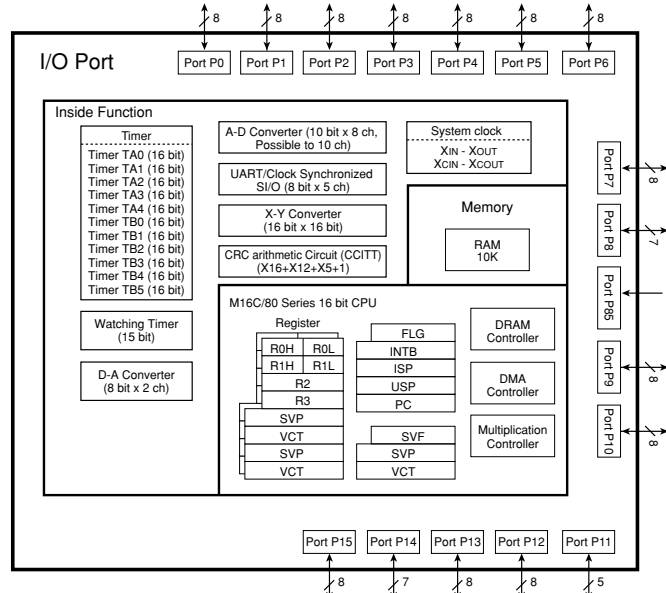 8 8 8 8 8 8 8
I/O Port
Port P0 Port P1 Port P2 Port P3 Port P4 Port P5 Port P6
Inside Function
Timer
Timer TA0 (16 bit)
Timer TA1 (16 bit)
Timer TA2 (16 bit)
Timer TA3 (16 bit)
Timer TA4 (16 bit)
Timer TB0 (16 bit)
Timer TB1 (16 bit)
Timer TB2 (16 bit)
Timer TB3 (16 bit)
Timer TB4 (16 bit)
Timer TB5 (16 bit)
Watching Timer
(15 bit)
D-A Converter
(8 bit x 2 ch)
A-D Converter (10 bit x 8 ch,
Possible to 10 ch)
UART/Clock Synchronized
SI/O (8 bit x 5 ch)
X-Y Converter
(16 bit x 16 bit)
CRC arithmetic Circuit (CCITT)
(X16+X12+X5+1)
System clock
XIN - XOUT
XCIN - XCOUT
Memory
RAM
10K
M16C/80 Series 16 bit CPU
Register
R0H R0L
R1H R1L
R2
R3
SVP
VCT
SVP
VCT
FLG
INTB
ISP
USP
PC
SVF
SVP
VCT
DRAM
Controller
DMA
Controller
Multiplication
Controller
Port P7
8
Port P8
7
Port P85
Port P9
8
Port P10
8
Port P15 Port P14 Port P13 Port P12 Port P11
8 7 8 8 5